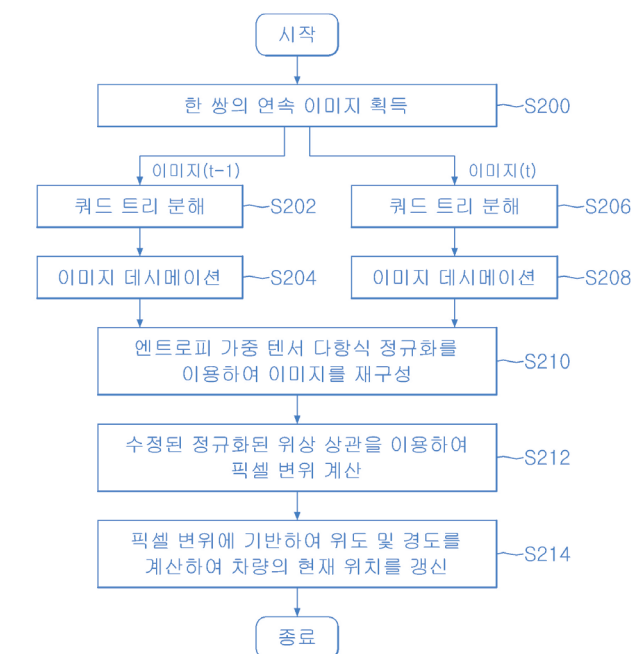 시작
한 쌍의 연속 이미지 획득
S200
이미지(t-1)
이미지(t)
쿼드 트리 분해
S202
쿼드 트리 분해
S206
이미지 데시메이션
S204
이미지 데시메이션
S208
엔트로피 가중 텐서 다항식 정규화를
이용하여 이미지를 재구성
S210
수정된 정규화된 위상 상관을 이용하여
픽셀 변위 계산
S212
픽셀 변위에 기반하여 위도 및 경도를
계산하여 차량의 현재 위치를 갱신
S214
종료